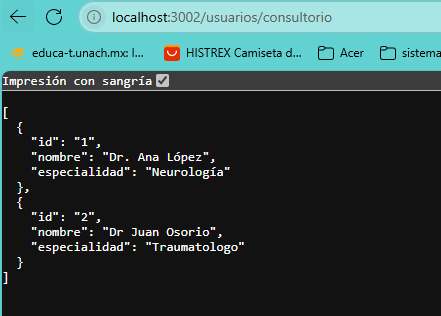 localhost:3002/usuarios/consultorio
educa-t.unach.mx: I... HISTREX Camiseta d... Acer sistema
Impresión con sangría
[
  {
    "id": "1",
    "nombre": "Dr. Ana López",
    "especialidad": "Neurología"
  },
  {
    "id": "2",
    "nombre": "Dr Juan Osorio",
    "especialidad": "Traumatologo"
  }
]